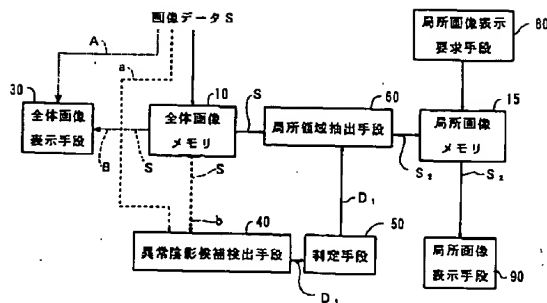 画像データS
A
a
30
全体画像
表示手段
B
S
10
全体画像
メモリ
S
S
b
60
局所領域抽出手段
D₁
S₂
80
局所画像表示
要求手段
15
局所画像
メモリ
S₂
局所画像
表示手段
90
40
異常陰影候補検出手段
D₁
50
判定手段